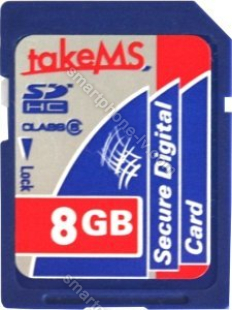 takeMS
SD
HC
CLASS 6
Lock
8GB
Secure Digital
Card